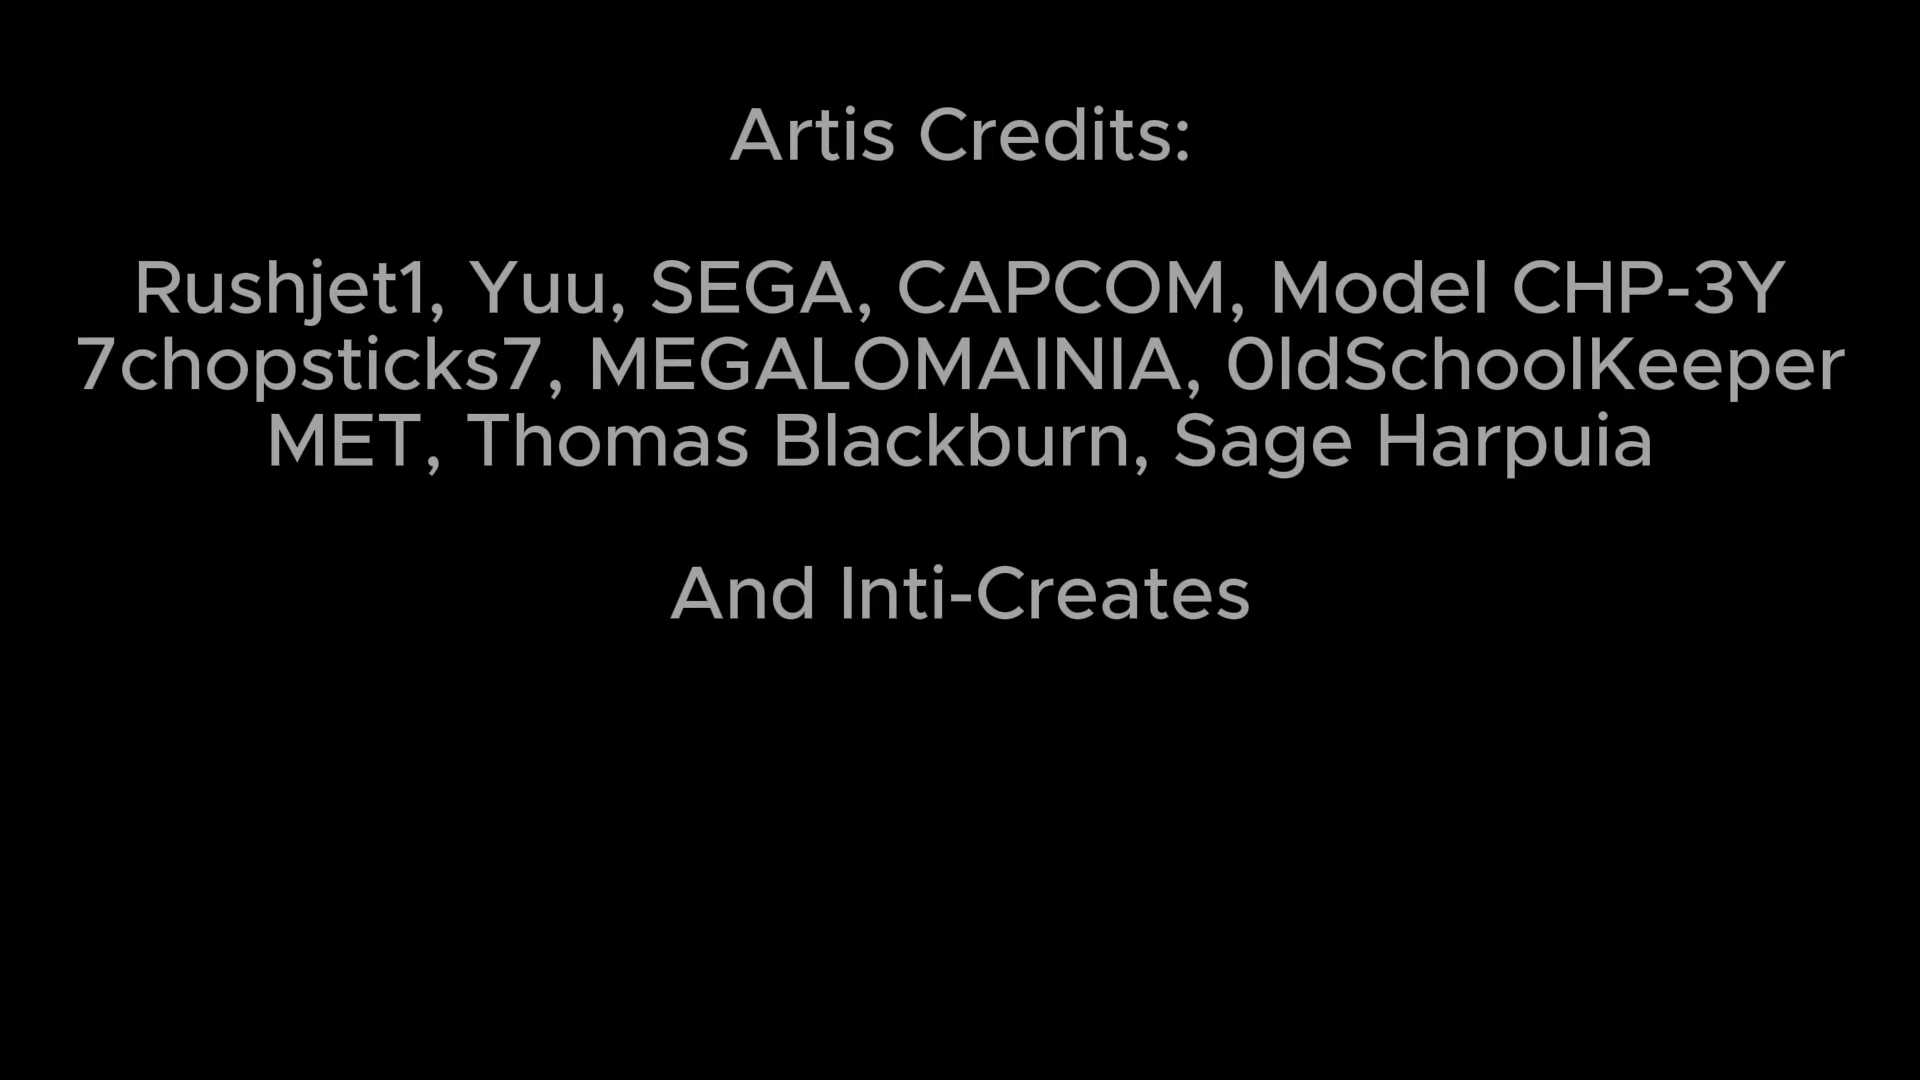 Artis Credits:
Rushjet1, Yuu, SEGA, CAPCOM, Model CHP-3Y
7chopsticks7, MEGALOMAINIA, 0ldSchoolKeeper
MET, Thomas Blackburn, Sage Harpuia
And Inti-Creates